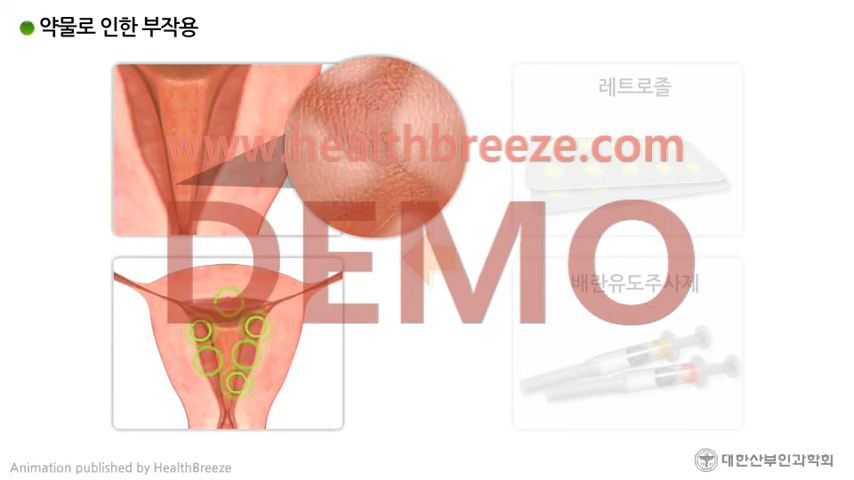 약물로 인한 부작용
레트로졸
www.healthbreeze.com
DEMO
배란유도주사제
Animation published by HealthBreeze
대한산부인과학회